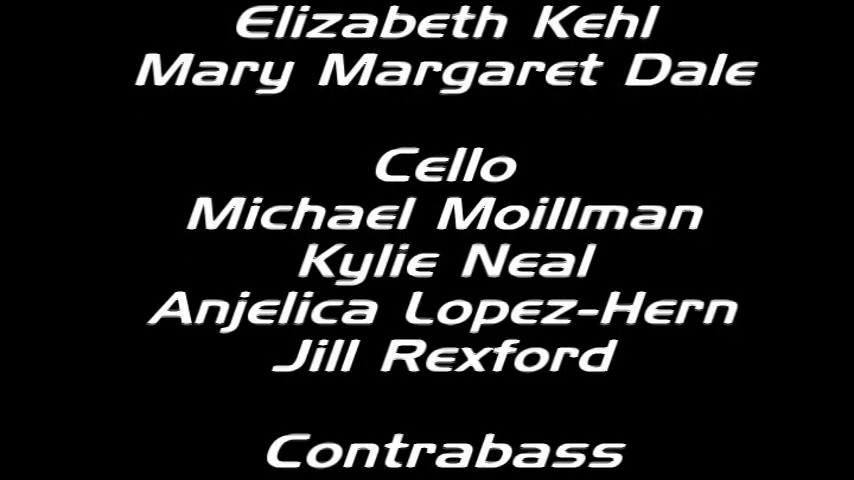 Elizabeth Kehl
Mary Margaret Dale
Cello
Michael Moillman
Kylie Neal
Anjelica Lopez-Hern
Jill Rexford
Contrabass